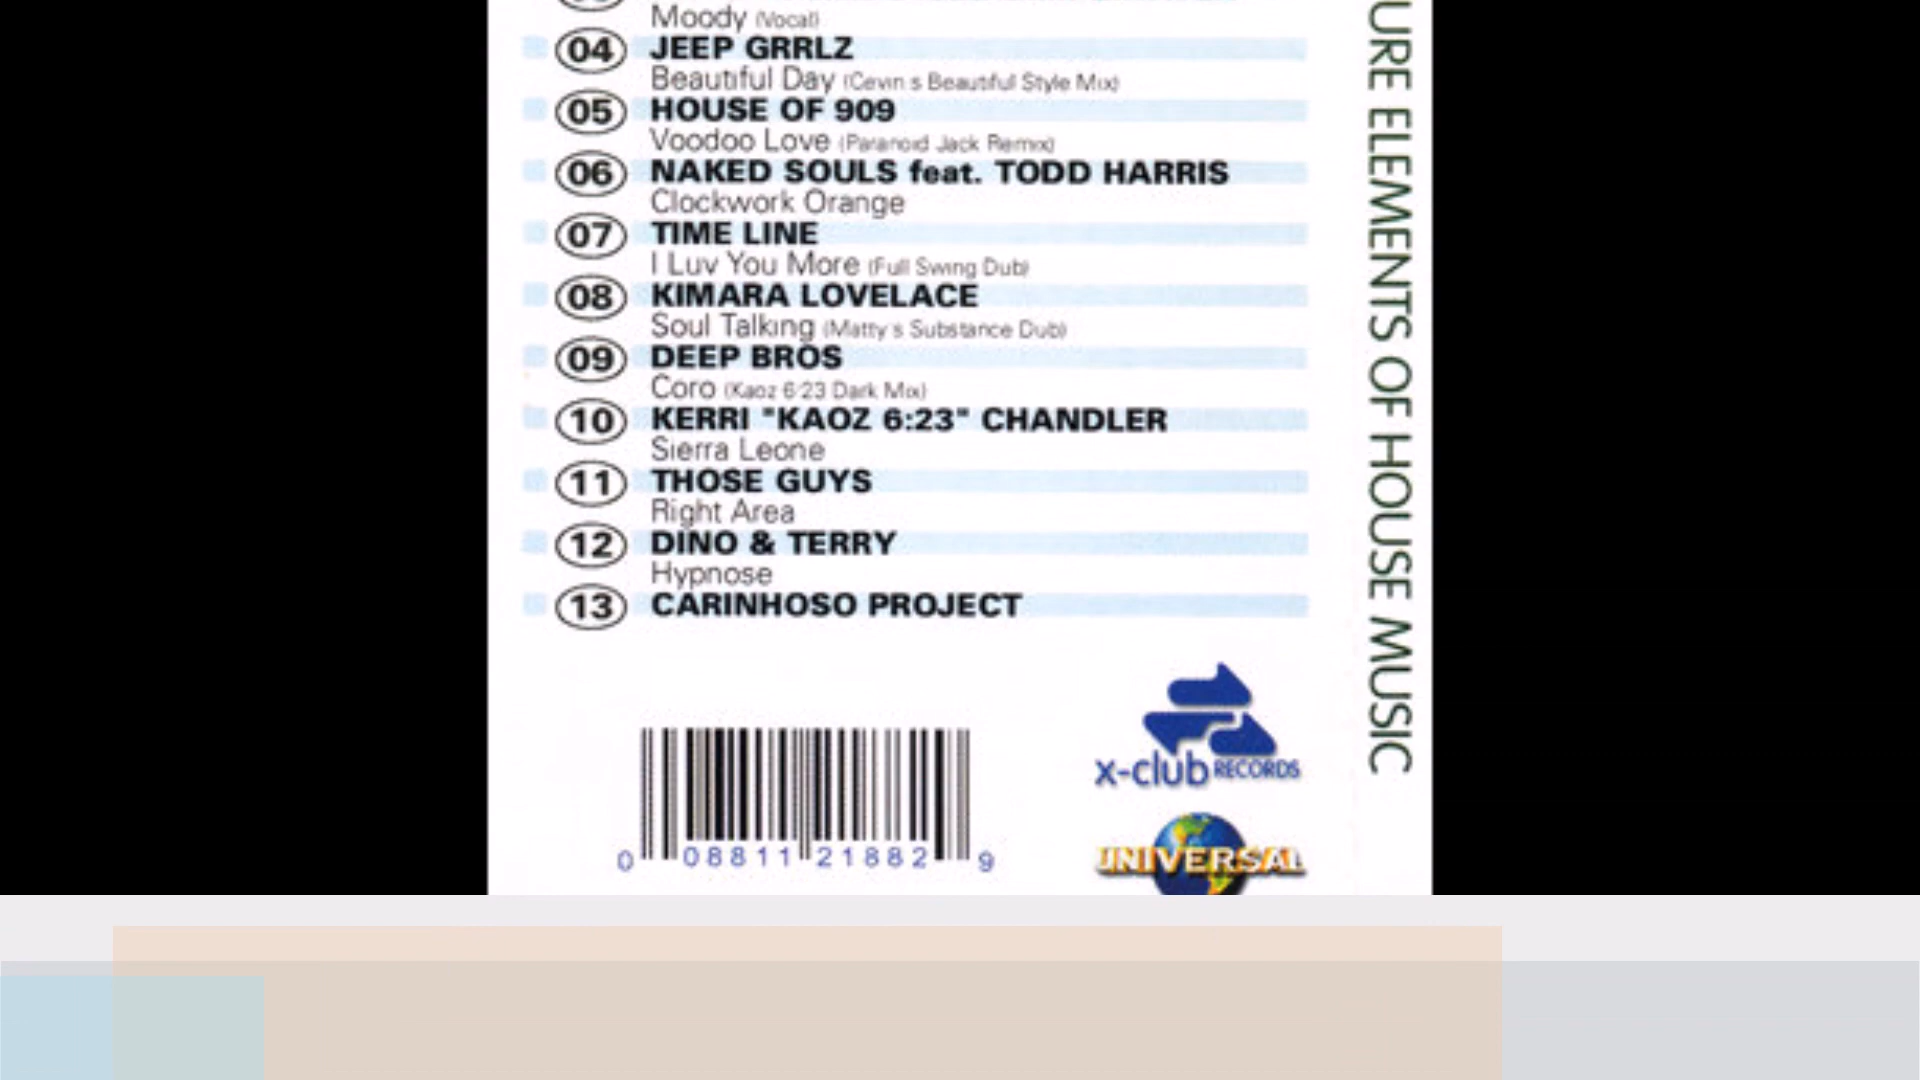 Moody (Vocal)
04 JEEP GRRLZ
Beautiful Day (Cevin s Beautiful Style Mix)
05 HOUSE OF 909
Voodoo Love (Paranoid Jack Remix)
06 NAKED SOULS feat. TODD HARRIS
Clockwork Orange
07 TIME LINE
I Luv You More (Full Swing Dub)
08 KIMARA LOVELACE
Soul Talking (Matty's Substance Dub)
09 DEEP BROS
Coro (Kaoz 6:23 Dark Mix)
10 KERRI "KAOZ 6:23" CHANDLER
Sierra Leone
11 THOSE GUYS
Right Area
12 DINO & TERRY
Hypnose
13 CARINHOSO PROJECT
0 08811 21882 9
x-club RECORDS
UNIVERSAL
URE ELEMENTS OF HOUSE MUSIC